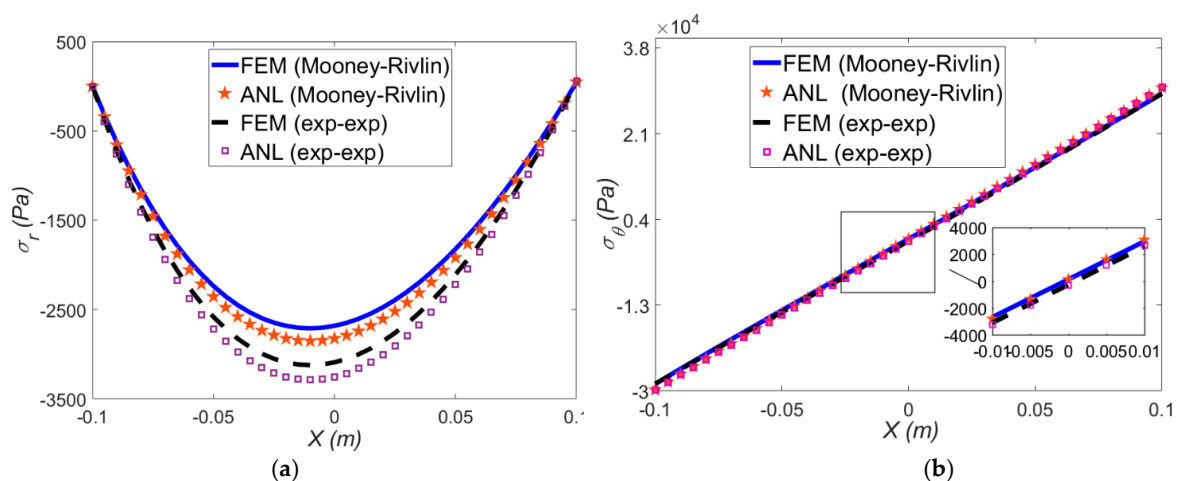 500
-500
-1500
-2500
-3500
-0.1
-0.05
0
0.05
0.1
σr (Pa)
X (m)
FEM (Mooney-Rivlin)
ANL (Mooney-Rivlin)
FEM (exp-exp)
ANL (exp-exp)
(a)
×10⁴
3.8
2.1
0.4
-1.3
-3
-0.1
-0.05
0
0.05
0.1
σθ (Pa)
X (m)
FEM (Mooney-Rivlin)
ANL (Mooney-Rivlin)
FEM (exp-exp)
ANL (exp-exp)
4000
2000
0
-2000
-4000
-0.01
-0.005
0
0.005
0.01
(b)